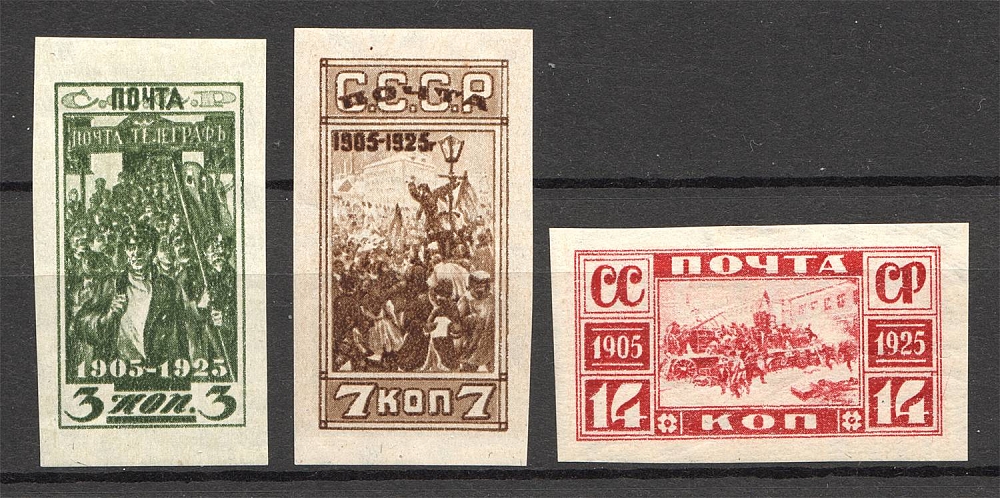 С.С.С.Р
ПОЧТА
ПОЧТА ТЕЛЕГРАФЪ
1905-1925
3 КОП. 3
С.С.С.Р
ПОЧТА
1905-1925г
7 КОП 7
ПОЧТА
СС СР
1905 1925
14 КОП 14